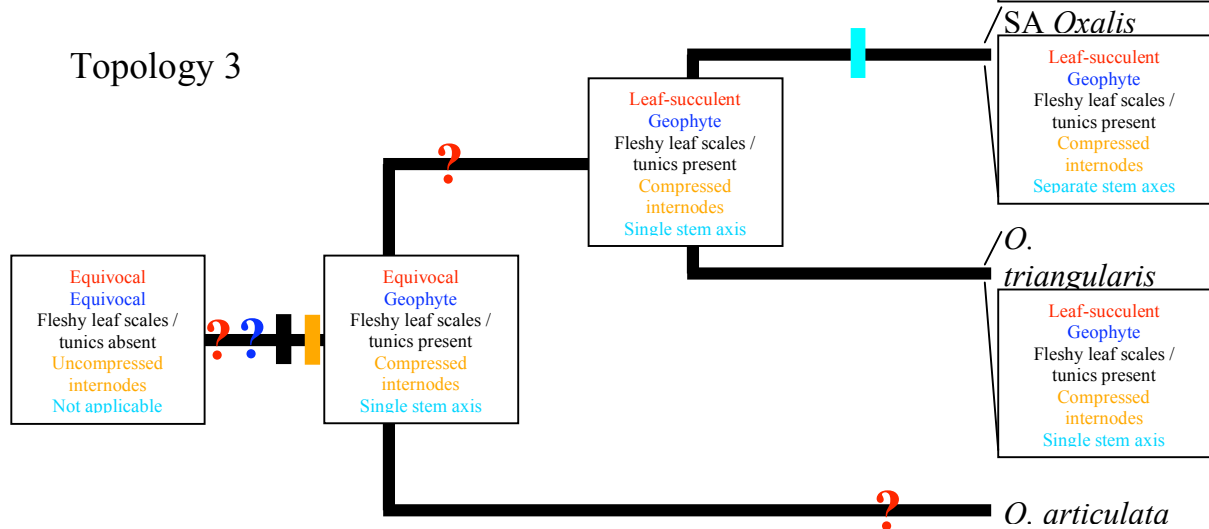 SA Oxalis
Topology 3
Leaf-succulent
Geophyte
Fleshy leaf scales /
tunics present
Compressed
internodes
Separate stem axes
Leaf-succulent
Geophyte
Fleshy leaf scales /
tunics present
Compressed
internodes
Single stem axis
?
O.
triangularis
Equivocal
Equivocal
Fleshy leaf scales /
tunics absent
Uncompressed
internodes
Not applicable
? ?
Equivocal
Geophyte
Fleshy leaf scales /
tunics present
Compressed
internodes
Single stem axis
Leaf-succulent
Geophyte
Fleshy leaf scales /
tunics present
Compressed
internodes
Single stem axis
?
O. articulata